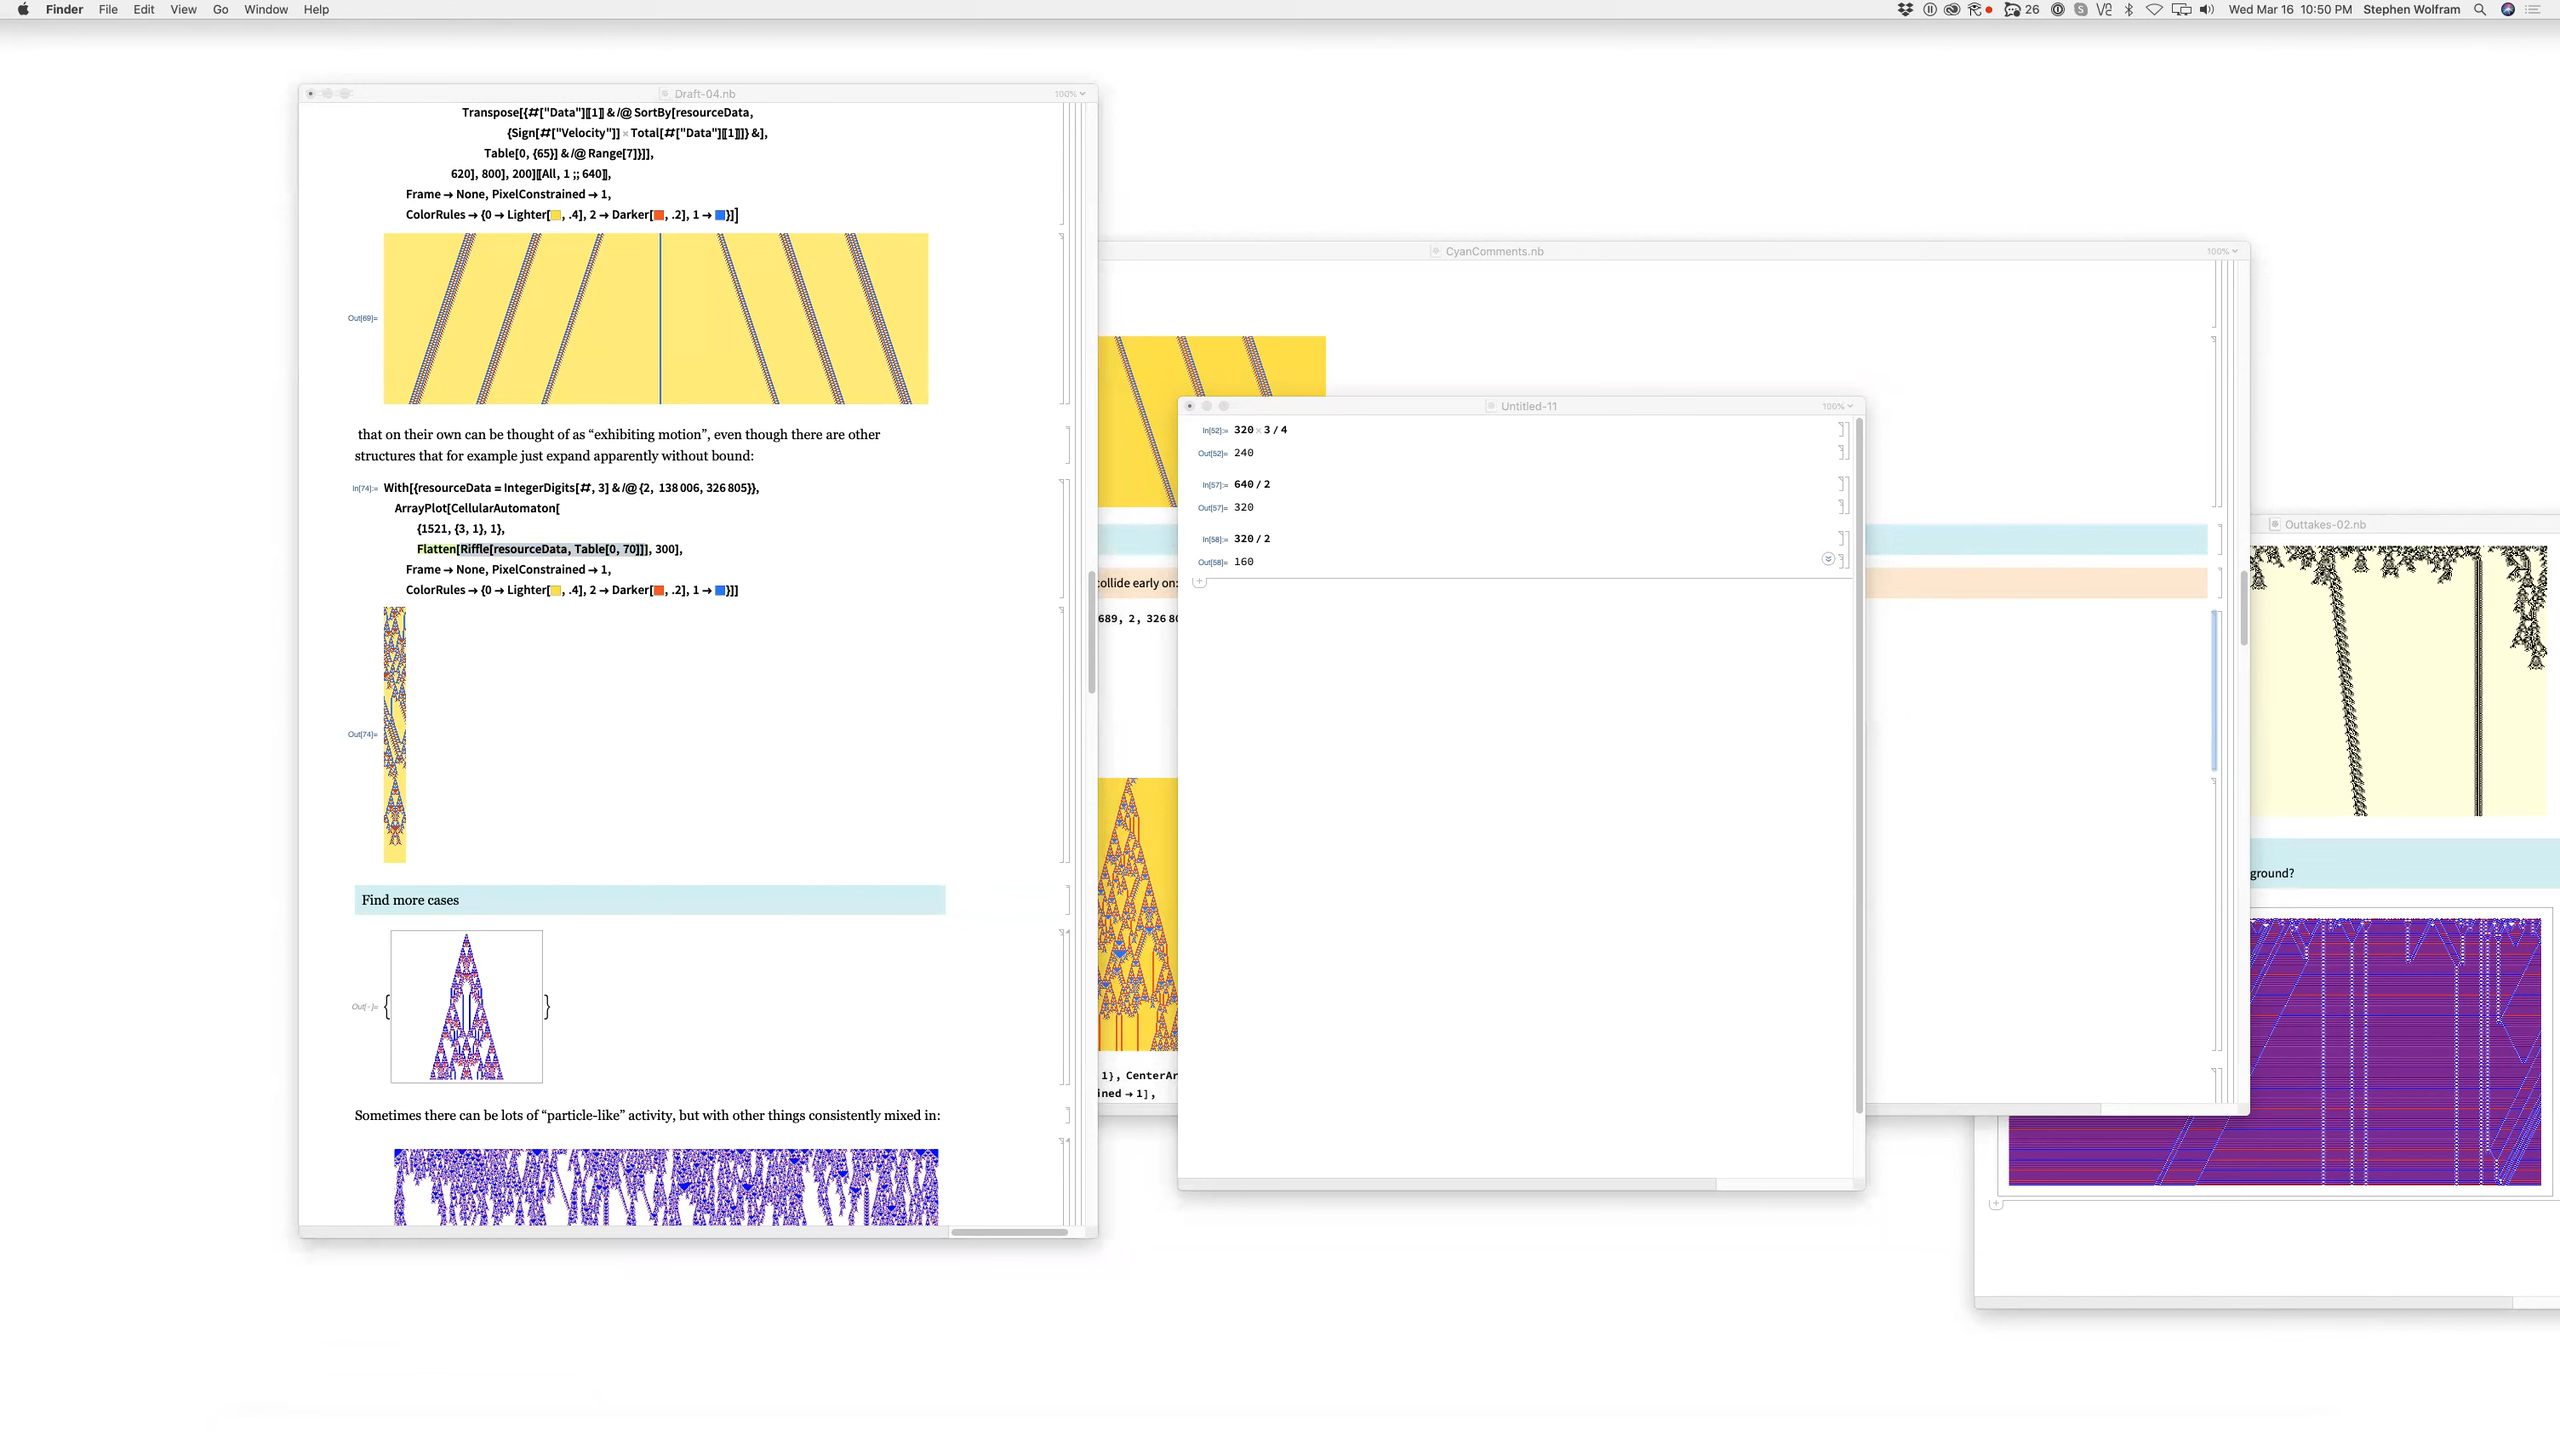 Finder File Edit View Go Window Help
26 Wed Mar 16 10:50 PM Stephen Wolfram
Draft-04.nb
100%
Transpose[{#["Data"]〚1〛 & /@ SortBy[resourceData,
{Sign[#["Velocity"]] × Total[#["Data"]〚1〛]} &],
Table[0, {65}] & /@ Range[7]}]],
620], 800], 200]〚All, 1 ;; 640〛,
Frame → None, PixelConstrained → 1,
ColorRules → {0 → Lighter[, .4], 2 → Darker[, .2], 1 → }]]
Out[69]=
that on their own can be thought of as “exhibiting motion”, even though there are other
structures that for example just expand apparently without bound:
In[74]:= With[{resourceData = IntegerDigits[#, 3] & /@ {2, 138 006, 326 805}},
ArrayPlot[CellularAutomaton[
{1521, {3, 1}, 1},
Flatten[Riffle[resourceData, Table[0, 70]]], 300],
Frame → None, PixelConstrained → 1,
ColorRules → {0 → Lighter[, .4], 2 → Darker[, .2], 1 → }]]
Out[74]=
Find more cases
Out[-]= { }
Sometimes there can be lots of “particle-like” activity, but with other things consistently mixed in:
CyanComments.nb
100%
collide early on:
689, 2, 326 80
1}, CenterAr
ined → 1],
Untitled-11
100%
In[52]:= 320 × 3 / 4
Out[52]= 240
In[57]:= 640 / 2
Out[57]= 320
In[58]:= 320 / 2
Out[58]= 160
Outtakes-02.nb
ground?